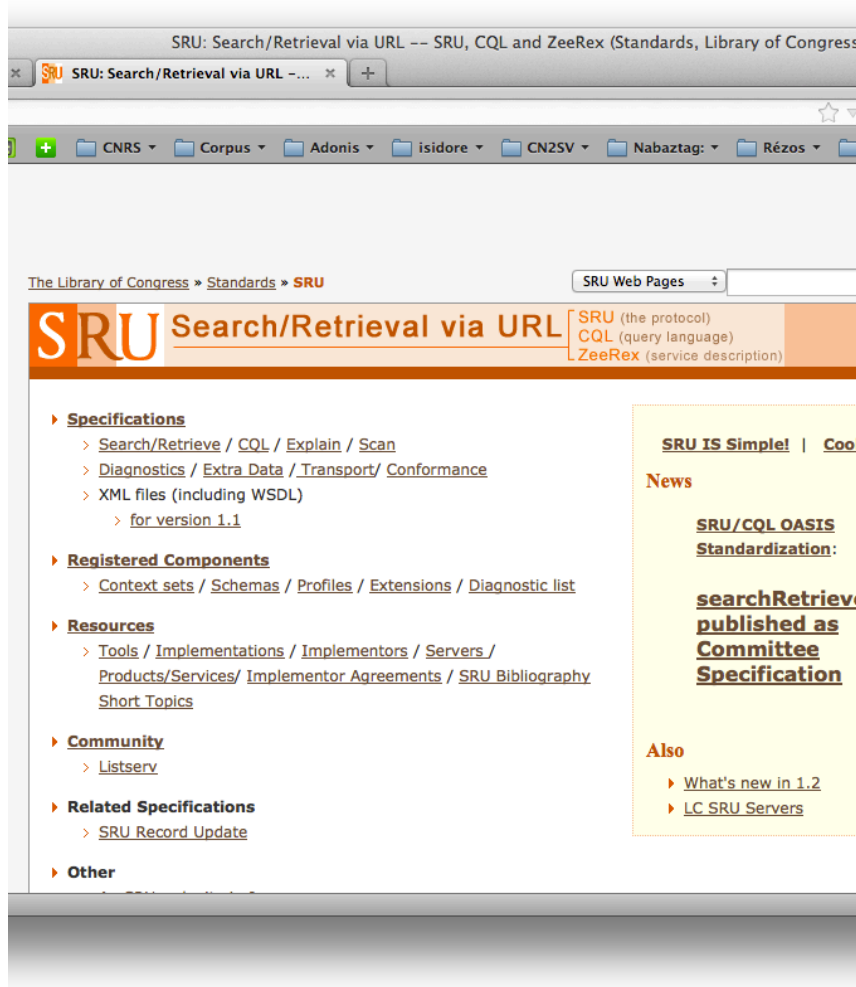 SRU: Search/Retrieval via URL -- SRU, CQL and ZeeRex (Standards, Library of Congress
SRU SRU: Search/Retrieval via URL -...
CNRS Corpus Adonis isidore CN2SV Nabaztag: Rézos
The Library of Congress » Standards » SRU SRU Web Pages
SRU Search/Retrieval via URL
SRU (the protocol)
CQL (query language)
ZeeRex (service description)
Specifications
Search/Retrieve / CQL / Explain / Scan
Diagnostics / Extra Data / Transport/ Conformance
XML files (including WSDL)
for version 1.1
Registered Components
Context sets / Schemas / Profiles / Extensions / Diagnostic list
Resources
Tools / Implementations / Implementors / Servers /
Products/Services/ Implementor Agreements / SRU Bibliography
Short Topics
Community
Listserv
Related Specifications
SRU Record Update
Other
SRU IS Simple! | Coo
News
SRU/CQL OASIS
Standardization:
searchRetrieve
published as
Committee
Specification
Also
What's new in 1.2
LC SRU Servers